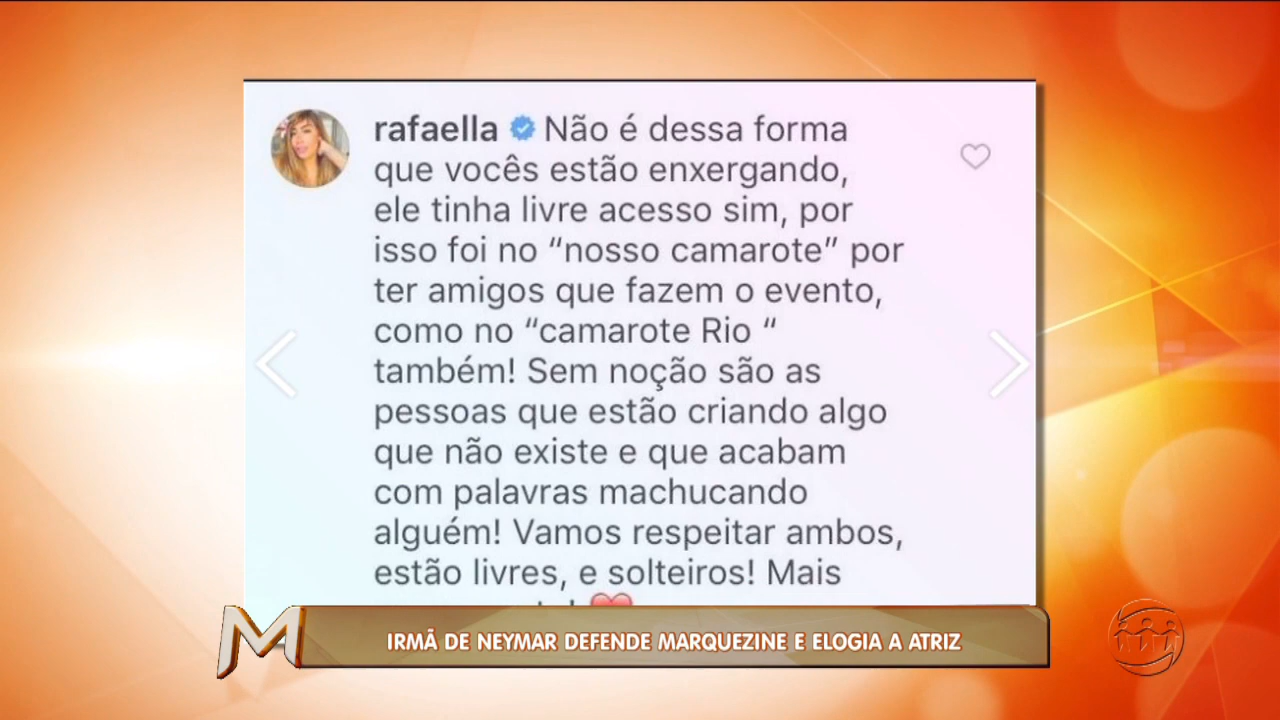 rafaella Não é dessa forma
que vocês estão enxergando,
ele tinha livre acesso sim, por
isso foi no “nosso camarote” por
ter amigos que fazem o evento,
como no “camarote Rio “
também! Sem noção são as
pessoas que estão criando algo
que não existe e que acabam
com palavras machucando
alguém! Vamos respeitar ambos,
estão livres, e solteiros! Mais
M
IRMÃ DE NEYMAR DEFENDE MARQUEZINE E ELOGIA A ATRIZ